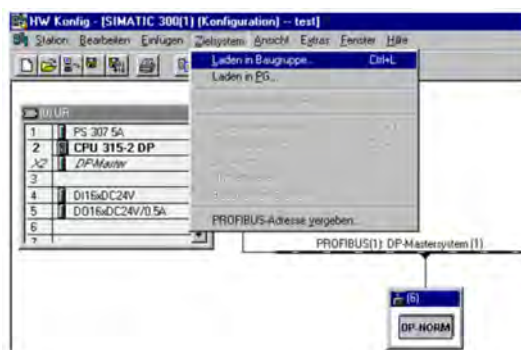 HW Konfig - [SIMATIC 300(1) (Konfiguration) -- test]
Station Bearbeiten Einfügen Zielsystem Ansicht Extras Fenster Hilfe
Laden in Baugruppe... Ctrl+L
Laden in PG...
PROFIBUS-Adresse vergeben...
(0) UR
1 PS 307 5A
2 CPU 315-2 DP
X2 DP-Master
3
4 DI16xDC24V
5 DO16xDC24V/0.5A
6
7
PROFIBUS(1): DP-Mastersystem (1)
(6)
DP-NORM